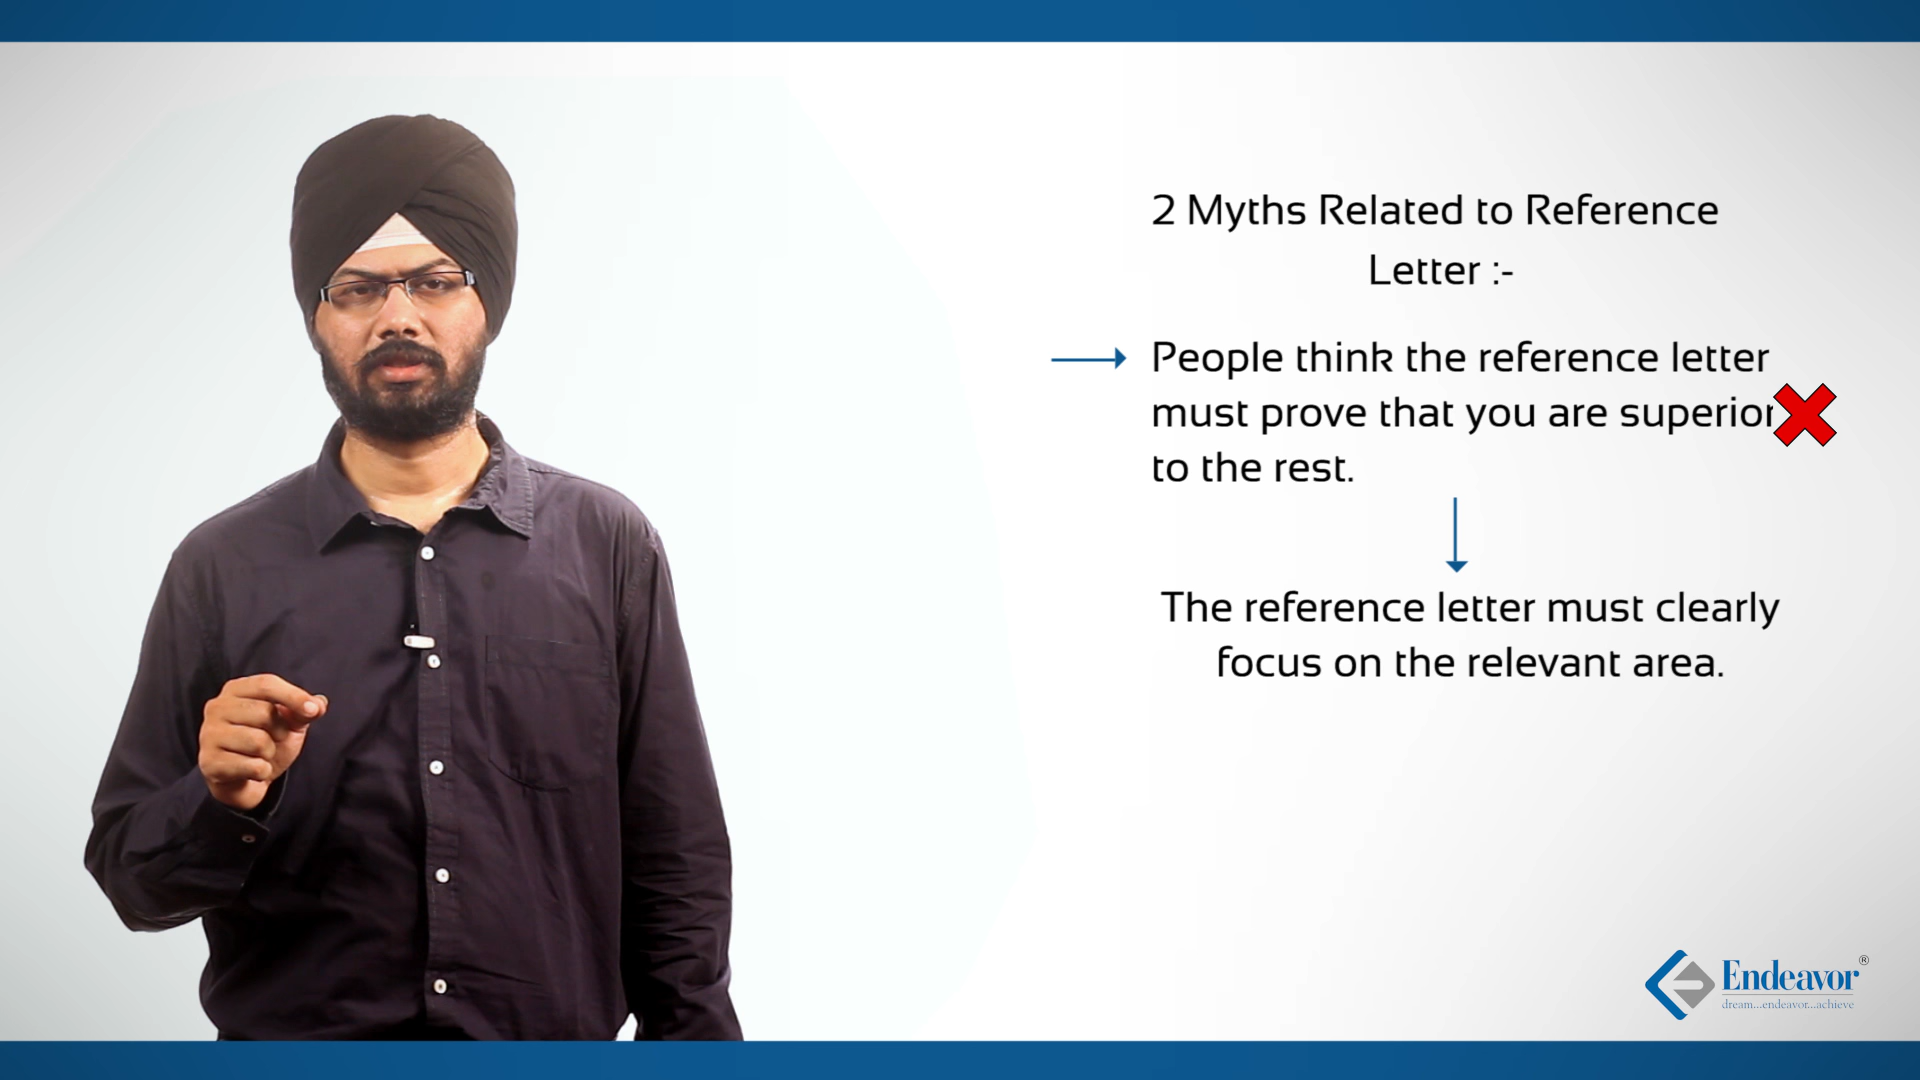 2 Myths Related to Reference
Letter :-
People think the reference letter
must prove that you are superior
to the rest.
The reference letter must clearly
focus on the relevant area.
Endeavor®
dream...endeavor...achieve